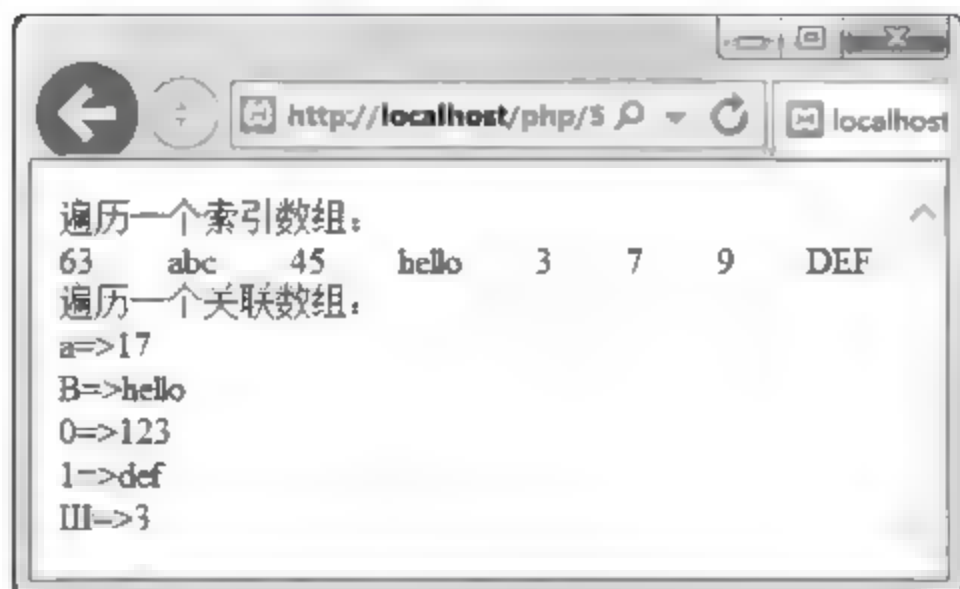 http://localhost/php/5
localhost
遍历一个索引数组：
63 abc 45 hello 3 7 9 DEF
遍历一个关联数组：
a=>17
B=>hello
0=>123
1=>def
III=>3